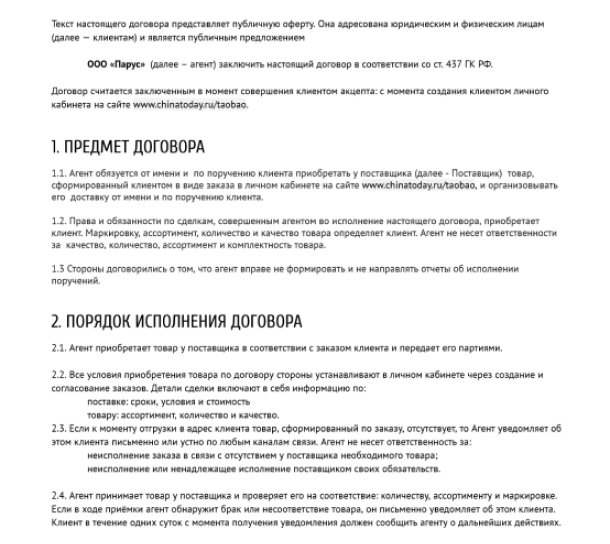 Текст настоящего договора представляет публичную оферту. Она адресована юридическим и физическим лицам
(далее — клиентам) и является публичным предложением
ООО «Парус» (далее – агент) заключить настоящий договор в соответствии со ст. 437 ГК РФ.
Договор считается заключенным в момент совершения клиентом акцепта: с момента создания клиентом личного
кабинета на сайте www.chinatoday.ru/taobao.
1. ПРЕДМЕТ ДОГОВОРА
1.1. Агент обязуется от имени и по поручению клиента приобретать у поставщика (далее - Поставщик) товар,
сформированный клиентом в виде заказа в личном кабинете на сайте www.chinatoday.ru/taobao, и организовывать
его доставку от имени и по поручению клиента.
1.2. Права и обязанности по сделкам, совершенным агентом во исполнение настоящего договора, приобретает
клиент. Маркировку, ассортимент, количество и качество товара определяет клиент. Агент не несет ответственности
за качество, количество, ассортимент и комплектность товара.
1.3 Стороны договорились о том, что агент вправе не формировать и не направлять отчеты об исполнении
поручений.
2. ПОРЯДОК ИСПОЛНЕНИЯ ДОГОВОРА
2.1. Агент приобретает товар у поставщика в соответствии с заказом клиента и передает его партиями.
2.2. Все условия приобретения товара по договору стороны устанавливают в личном кабинете через создание и
согласование заказов. Детали сделки включают в себя информацию по:
поставке: сроки, условия и стоимость
товару: ассортимент, количество и качество.
2.3. Если к моменту отгрузки в адрес клиента товар, сформированный по заказу, отсутствует, то Агент уведомляет об
этом клиента письменно или устно по любым каналам связи. Агент не несет ответственность за:
неисполнение заказа в связи с отсутствием у поставщика необходимого товара;
неисполнение или ненадлежащее исполнение поставщиком своих обязательств.
2.4. Агент принимает товар у поставщика и проверяет его на соответствие: количеству, ассортименту и маркировке.
Если в ходе приёмки агент обнаружит брак или несоответствие товара, он письменно уведомляет об этом клиента.
Клиент в течение одних суток с момента получения уведомления должен сообщить агенту о дальнейших действиях.